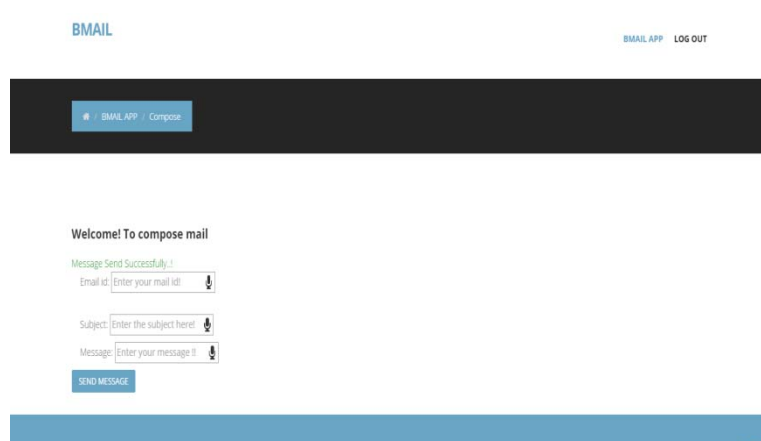 BMAIL
BMAIL APP LOG OUT
/ BMAIL APP / Compose
Welcome! To compose mail
Message Send Successfully..!
Email id: Enter your mail id!
Subject: Enter the subject here!
Message: Enter your message !!
SEND MESSAGE